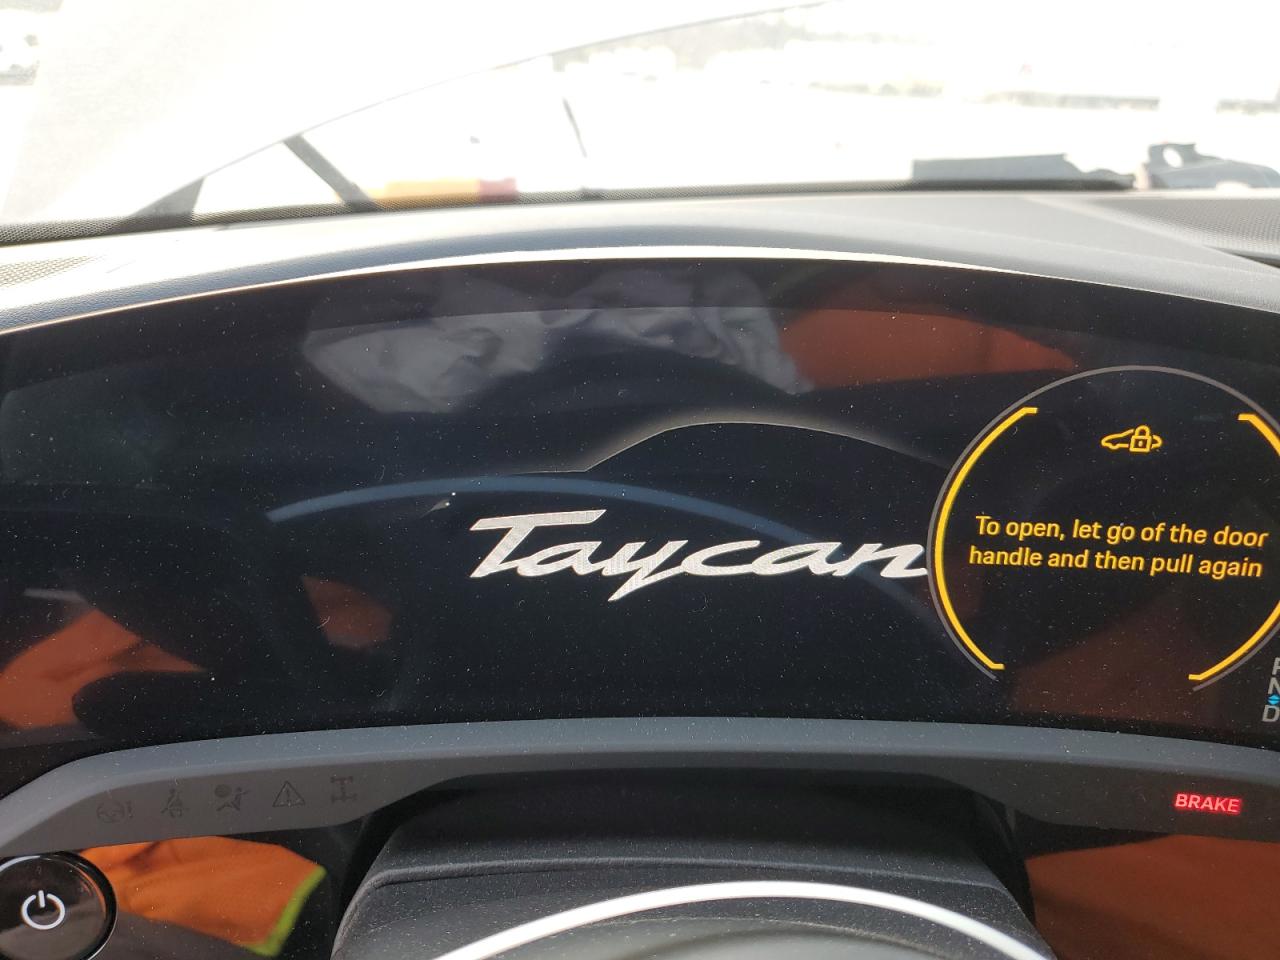 Taycan
To open, let go of the door
handle and then pull again
P
N
D
BRAKE